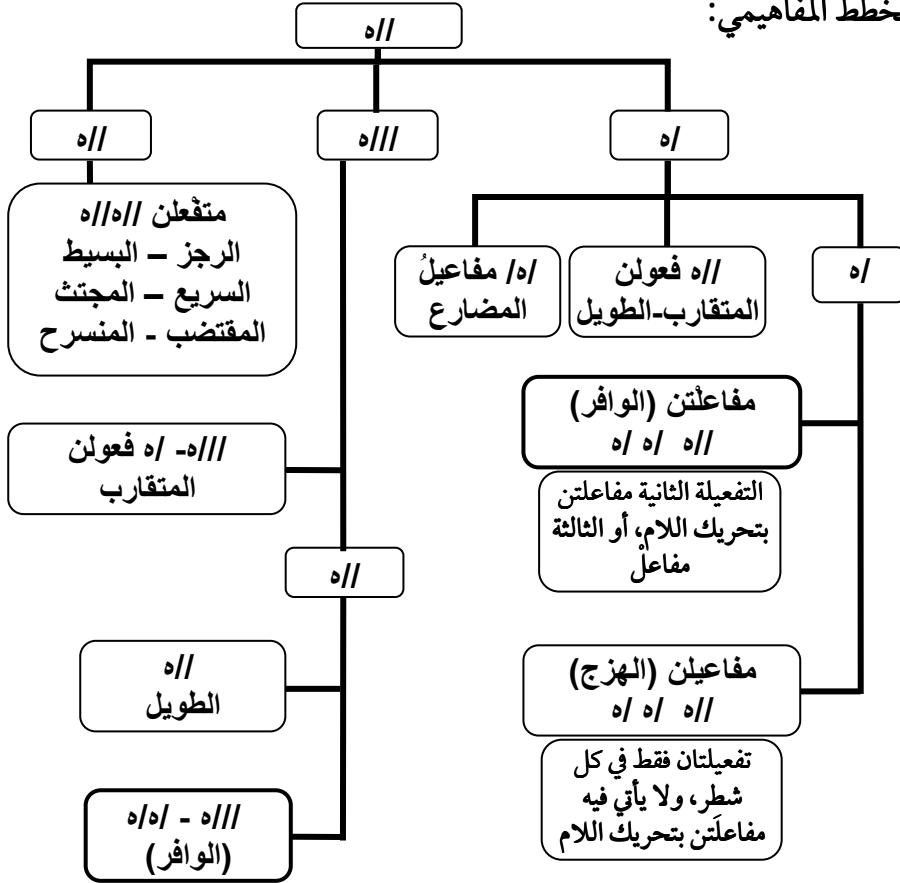 خطط المفاهيمي:
//ه
/ه
///ه
//ه
/ه
//ه فعولن
المتقارب-الطويل
/ه/ مفاعيلُ
المضارع
متفْعلن //ه//ه
الرجز – البسيط
السريع – المجتث
المقتضب - المنسرح
مفاعلْتن (الوافر)
//ه /ه /ه
التفعيلة الثانية مفاعلتن
بتحريك اللام، أو الثالثة
مفاعلْ
///ه- /ه فعولن
المتقارب
//ه
//ه
الطويل
مفاعيلن (الهزج)
//ه /ه /ه
تفعيلتان فقط في كل
شطر، ولا يأتي فيه
مفاعلَتن بتحريك اللام
///ه - /ه/ه
(الوافر)